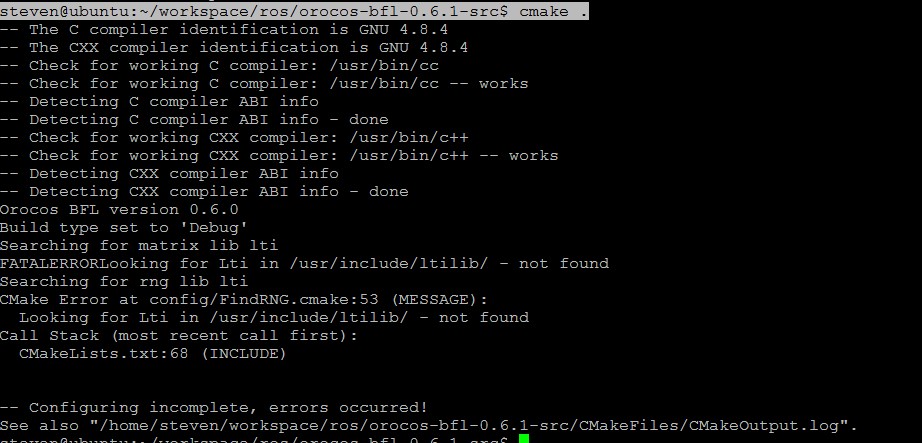 steven@ubuntu:~/workspace/ros/orocos-bfl-0.6.1-src$ cmake .
-- The C compiler identification is GNU 4.8.4
-- The CXX compiler identification is GNU 4.8.4
-- Check for working C compiler: /usr/bin/cc
-- Check for working C compiler: /usr/bin/cc -- works
-- Detecting C compiler ABI info
-- Detecting C compiler ABI info - done
-- Check for working CXX compiler: /usr/bin/c++
-- Check for working CXX compiler: /usr/bin/c++ -- works
-- Detecting CXX compiler ABI info
-- Detecting CXX compiler ABI info - done
Orocos BFL version 0.6.0
Build type set to 'Debug'
Searching for matrix lib lti
FATALERRORLooking for Lti in /usr/include/ltilib/ - not found
Searching for rng lib lti
CMake Error at config/FindRNG.cmake:53 (MESSAGE):
  Looking for Lti in /usr/include/ltilib/ - not found
Call Stack (most recent call first):
  CMakeLists.txt:68 (INCLUDE)
-- Configuring incomplete, errors occurred!
See also "/home/steven/workspace/ros/orocos-bfl-0.6.1-src/CMakeFiles/CMakeOutput.log".
steven@ubuntu:~/workspace/ros/orocos-bfl-0.6.1-src$